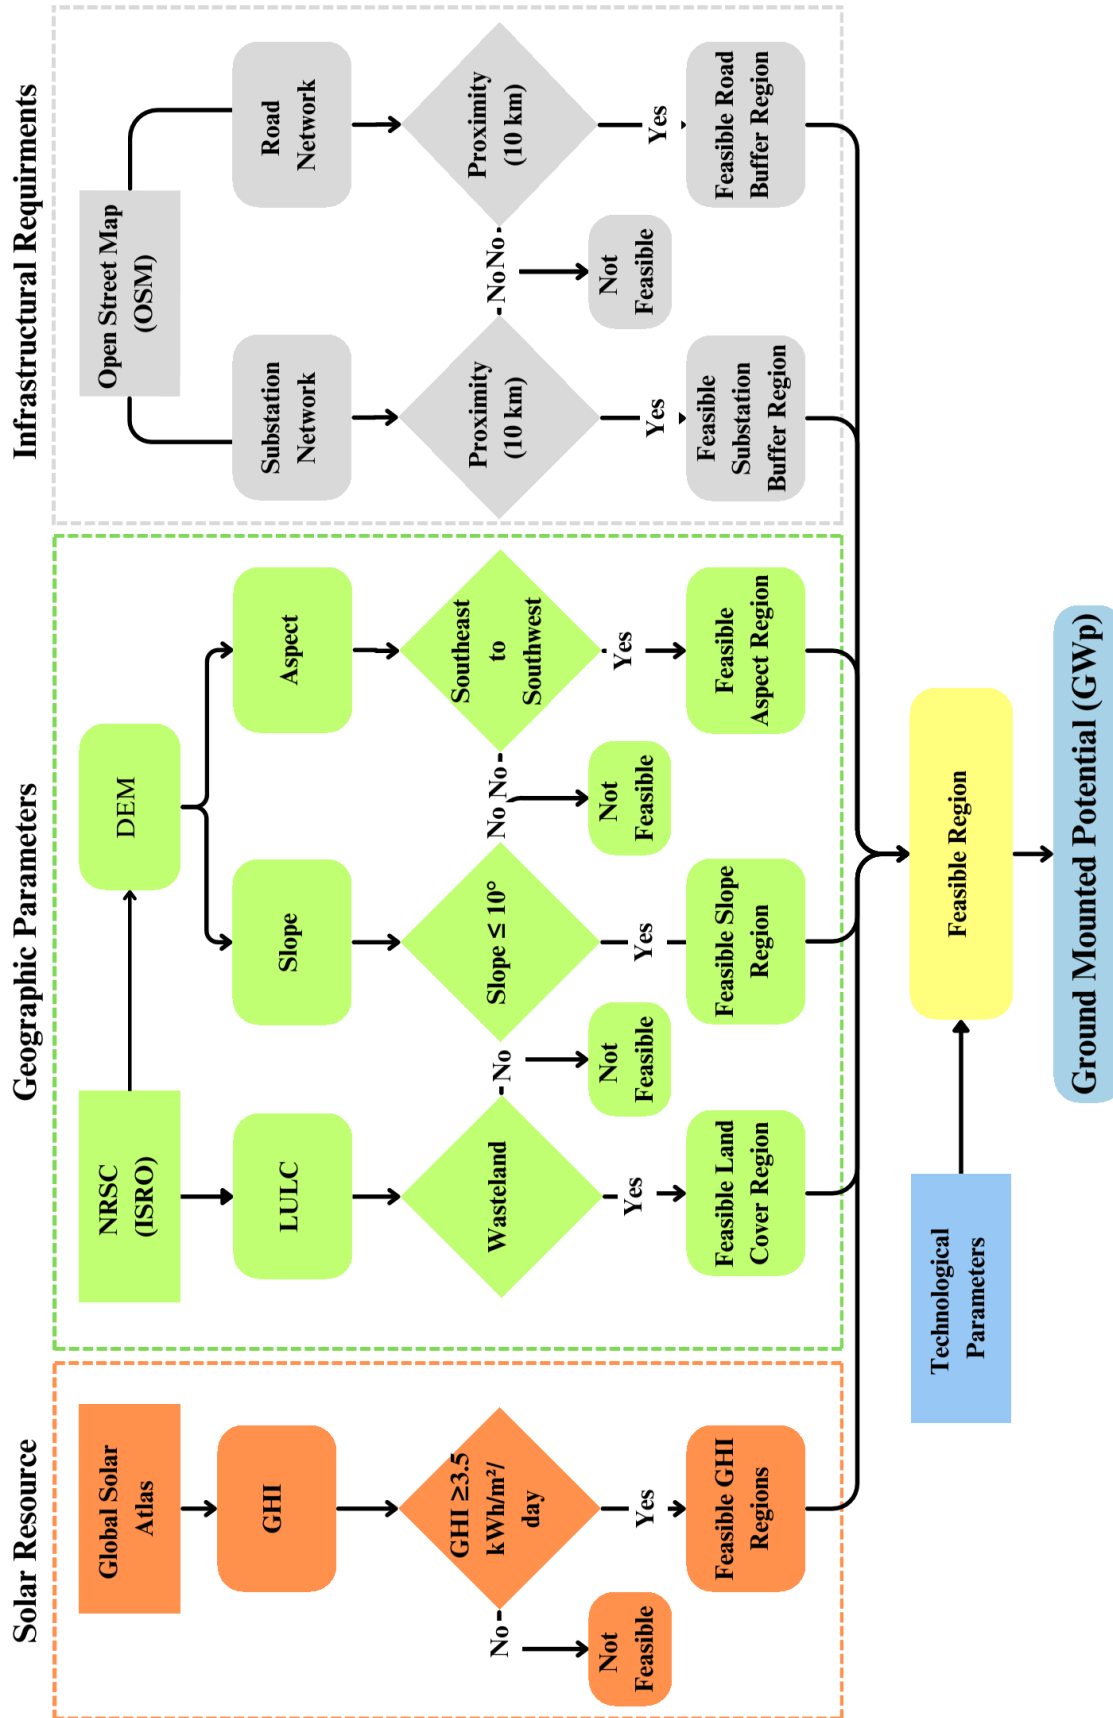 Solar Resource
Geographic Parameters
Infrastructural Requirments
Global Solar
Atlas
NRSC
(ISRO)
DEM
Open Street Map
(OSM)
GHI
LULC
Slope
Aspect
Substation
Network
Road
Network
GHI ≥3.5
kWh/m²/
day
Wasteland
Slope ≤ 10°
Southeast
to
Southwest
Proximity
(10 km)
Proximity
(10 km)
No
No
No
No
No
No
Not
Feasible
Not
Feasible
Not
Feasible
Not
Feasible
Yes
Yes
Yes
Yes
Yes
Yes
Feasible GHI
Regions
Feasible Land
Cover Region
Feasible Slope
Region
Feasible
Aspect Region
Feasible
Substation
Buffer Region
Feasible Road
Buffer Region
Technological
Parameters
Feasible Region
Ground Mounted Potential (GWp)